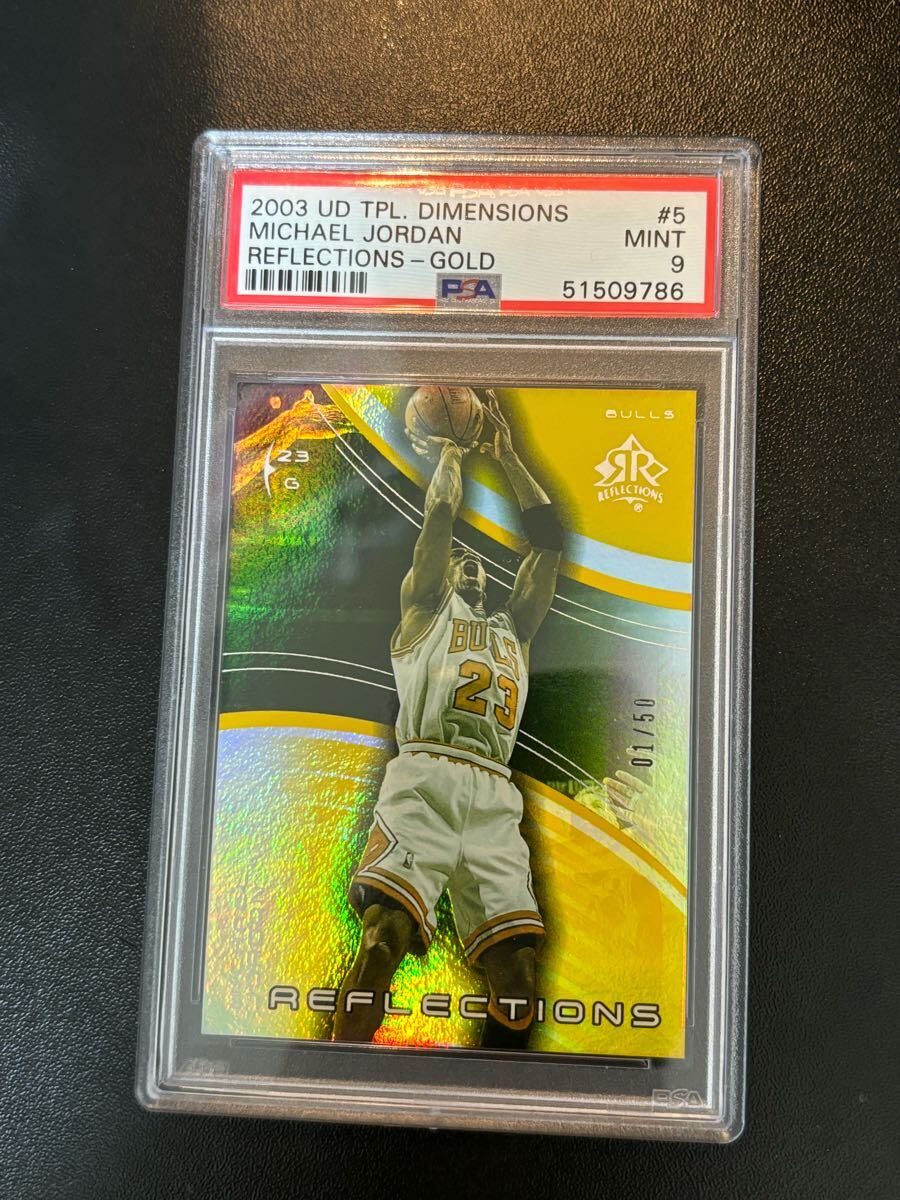 2003 UD TPL. DIMENSIONS #5
MICHAEL JORDAN MINT
REFLECTIONS-GOLD 9
PSA 51509786
BULLS
23
G
RR
REFLECTIONS
®
BULLS
23
01/50
REFLECTIONS
PSA